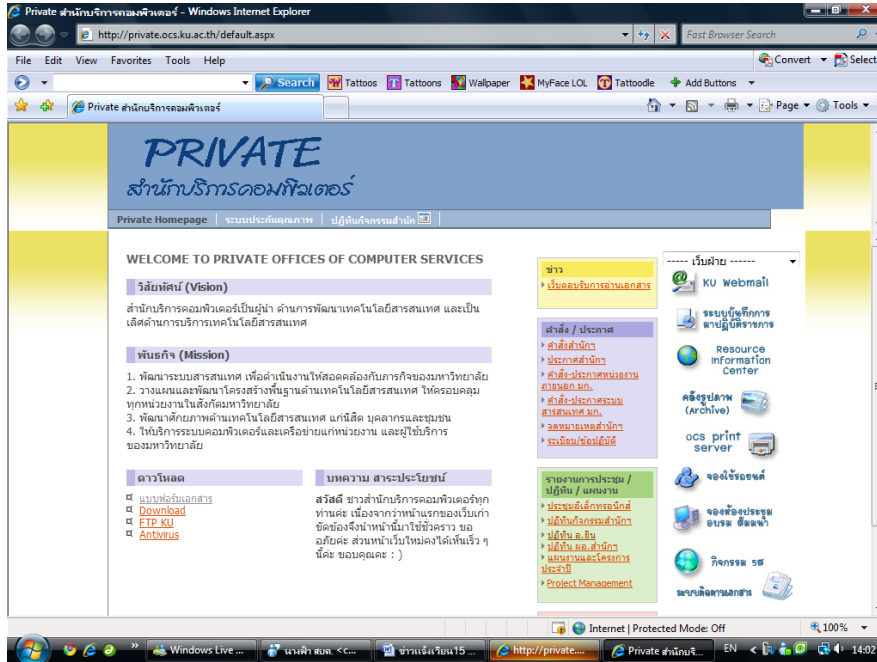 Private สำนักบริการคอมพิวเตอร์ - Windows Internet Explorer
http://private.ocs.ku.ac.th/default.aspx
Fast Browser Search
File Edit View Favorites Tools Help
Convert
Select
Search
Tattoos
Tattoons
Wallpaper
MyFace LOL
Tattoodle
Add Buttons
Private สำนักบริการคอมพิวเตอร์
Page
Tools
PRIVATE
สำนักบริการคอมพิวเตอร์
Private Homepage
ระบบประกันคุณภาพ
ปฏิทินกิจกรรมสำนัก
WELCOME TO PRIVATE OFFICES OF COMPUTER SERVICES
วิสัยทัศน์ (Vision)
สำนักบริการคอมพิวเตอร์เป็นผู้นำ ด้านการพัฒนาเทคโนโลยีสารสนเทศ และเป็น
เลิศด้านการบริการเทคโนโลยีสารสนเทศ
พันธกิจ (Mission)
1. พัฒนาระบบสารสนเทศ เพื่อดำเนินงานให้สอดคล้องกับภารกิจของมหาวิทยาลัย
2. วางแผนและพัฒนาโครงสร้างพื้นฐานด้านเทคโนโลยีสารสนเทศ ให้ครอบคลุม
ทุกหน่วยงานในสังกัดมหาวิทยาลัย
3. พัฒนาศักยภาพด้านเทคโนโลยีสารสนเทศ แก่นิสิต บุคลากรและชุมชน
4. ให้บริการระบบคอมพิวเตอร์และเครือข่ายแก่หน่วยงาน และผู้ใช้บริการ
ของมหาวิทยาลัย
ดาวโหลด
แบบฟอร์มเอกสาร
Download
FTP KU
Antivirus
บทความ สาระประโยชน์
สวัสดี ชาวสำนักบริการคอมพิวเตอร์ทุก
ท่านค่ะ เนื่องจากว่าหน้าแรกของเว็บเก่า
ขัดข้องจึงนำหน้านี้มาใช้ชั่วคราว ขอ
อภัยค่ะ ส่วนหน้าเว็บใหม่คงได้เห็นเร็ว ๆ
นี้ค่ะ ขอบคุณคะ : )
ข่าว
เว็บตอบรับการอ่านเอกสาร
คำสั่ง / ประกาศ
คำสั่งสำนักฯ
ประกาศสำนักฯ
คำสั่ง-ประกาศหน่วยงาน
ภายนอก มก.
คำสั่ง-ประกาศระบบ
สารสนเทศ มก.
จดหมายเหตุสำนักฯ
ระเบียบ/ข้อปฏิบัติ
รายงานการประชุม /
ปฏิทิน / แผนงาน
ประชุมอิเล็กทรอนิกส์
ปฏิทินกิจกรรมสำนักฯ
ปฏิทิน อ.ยืน
ปฏิทิน ผอ.สำนักฯ
แผนงานและโครงการ
ประจำปี
Project Management
----- เว็บฝ่าย ------
KU Webmail
ระบบบันทึกการ
มาปฏิบัติราชการ
Resource
Information
Center
คลังรูปภาพ
(Archive)
ocs print
server
จองใช้รถยนต์
จองห้องประชุม
อบรม สัมมนา
กิจกรรม 5ส
ระบบติดตามเอกสาร
Internet | Protected Mode: Off
100%
Windows Live ...
นางฟ้า สบค. <c...
ข่าวแจ้งเวียน15 ...
http://private....
Private สำนักบริ...
EN
14:02